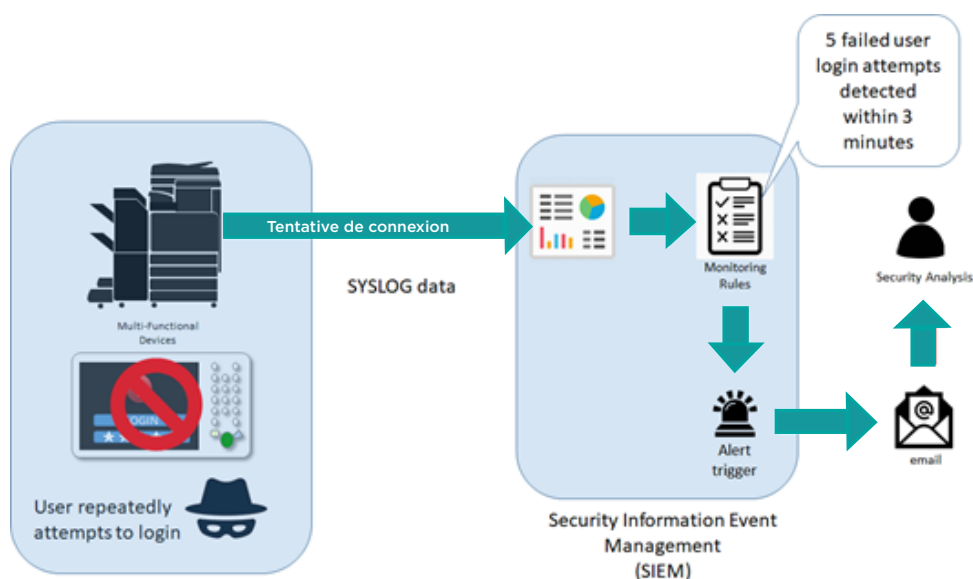 5 failed user
login attempts
detected
within 3
minutes
Tentative de connexion
SYSLOG data
Multi-Functional
Devices
LOGIN
User repeatedly
attempts to login
Monitoring
Rules
Alert
trigger
Security Analysis
@
email
Security Information Event
Management
(SIEM)